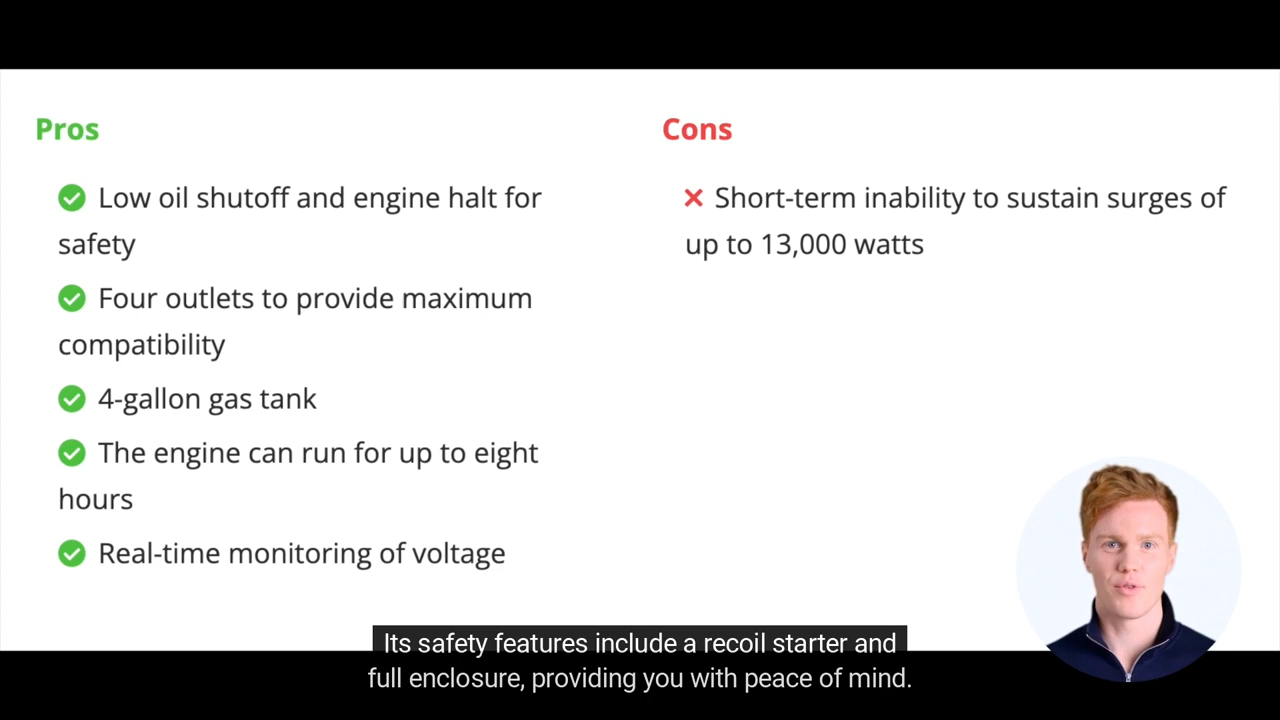 Pros
Low oil shutoff and engine halt for
safety
Four outlets to provide maximum
compatibility
4-gallon gas tank
The engine can run for up to eight
hours
Real-time monitoring of voltage
Cons
Short-term inability to sustain surges of
up to 13,000 watts
Its safety features include a recoil starter and
full enclosure, providing you with peace of mind.